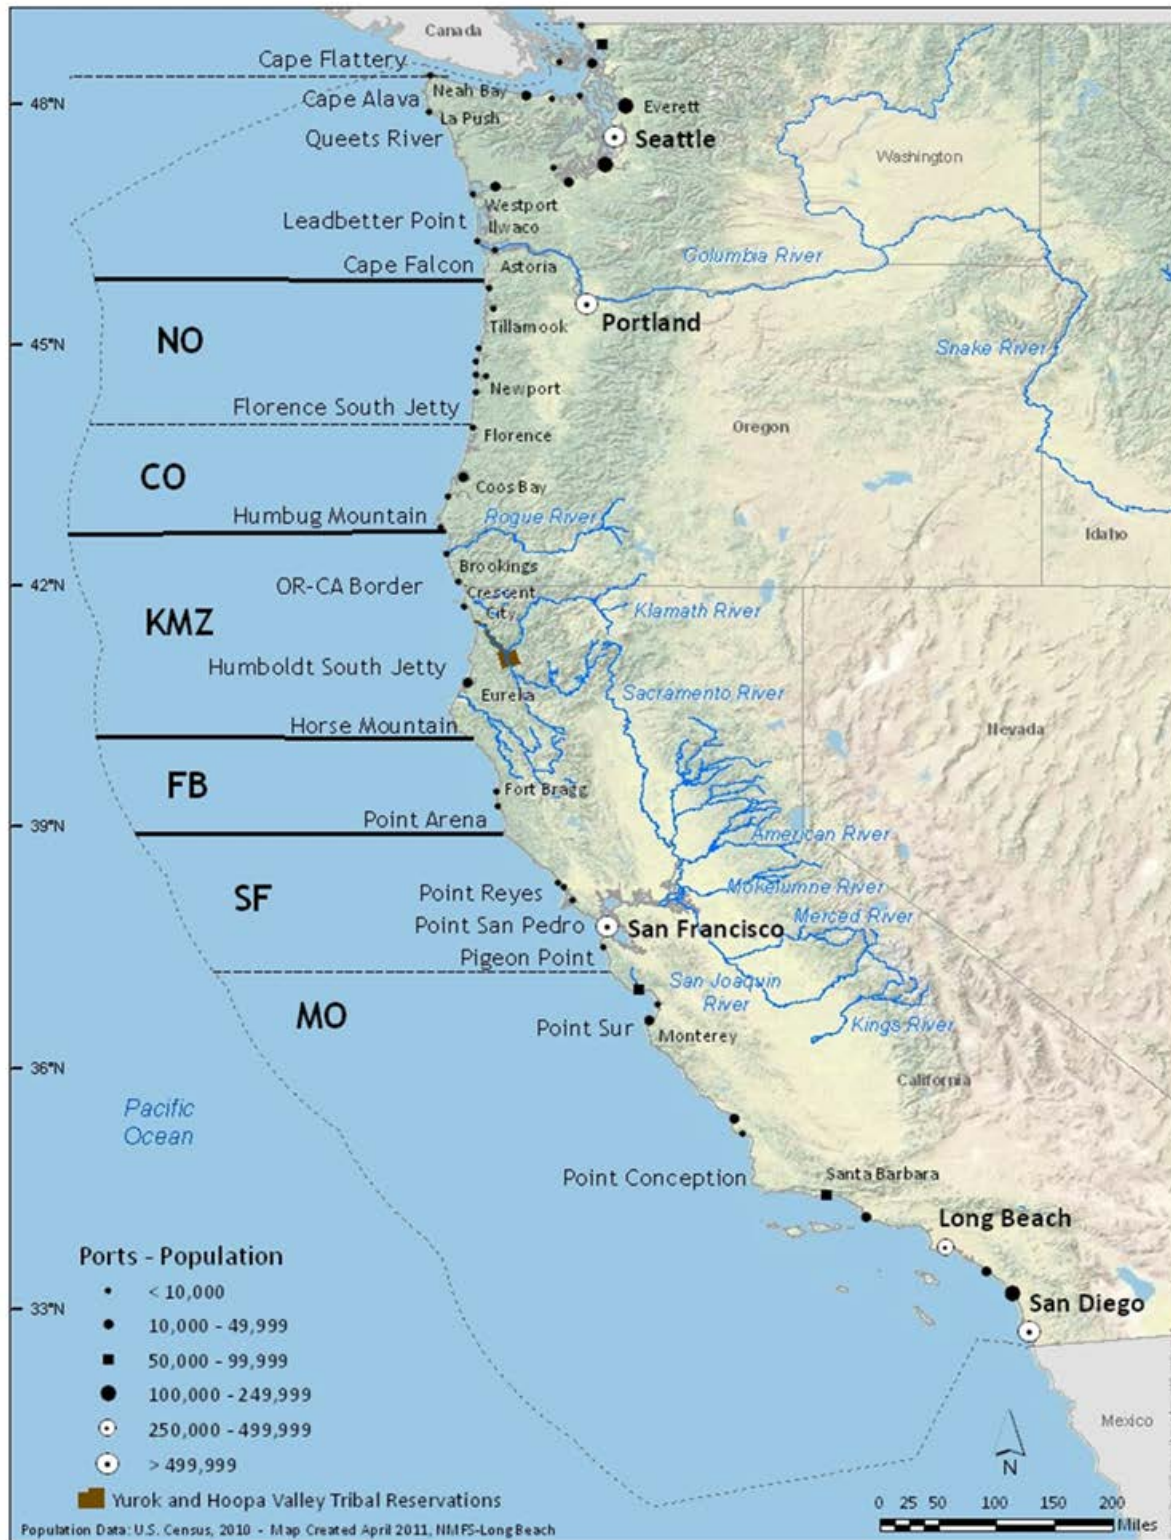 Canada
Cape Flattery
Neah Bay
Cape Alava
48°N
Everett
La Push
Queets River
Seattle
Washington
Westport
Leadbetter Point
Ilwaco
Columbia River
Cape Falcon
Astoria
NO
Tillamook
Portland
45°N
Snake River
Newport
Florence South Jetty
Florence
Oregon
CO
Coos Bay
Humbug Mountain
Rogue River
Idaho
Brookings
42°N
OR-CA Border
Crescent
City
Klamath River
KMZ
Humboldt South Jetty
Eureka
Sacramento River
Horse Mountain
Nevada
FB
Fort Bragg
Point Arena
39°N
American River
SF
Point Reyes
Mokelumne River
Merced River
Point San Pedro
San Francisco
Pigeon Point
San Joaquin
River
MO
Point Sur
Monterey
Kings River
36°N
California
Pacific
Ocean
Point Conception
Santa Barbara
Long Beach
San Diego
33°N
Mexico
Ports - Population
< 10,000
10,000 - 49,999
50,000 - 99,999
100,000 - 249,999
250,000 - 499,999
> 499,999
Yurok and Hoopa Valley Tribal Reservations
N
0 25 50 100 150 200
Miles
Population Data: U.S. Census, 2010 - Map Created April 2011, NMFS-Long Beach